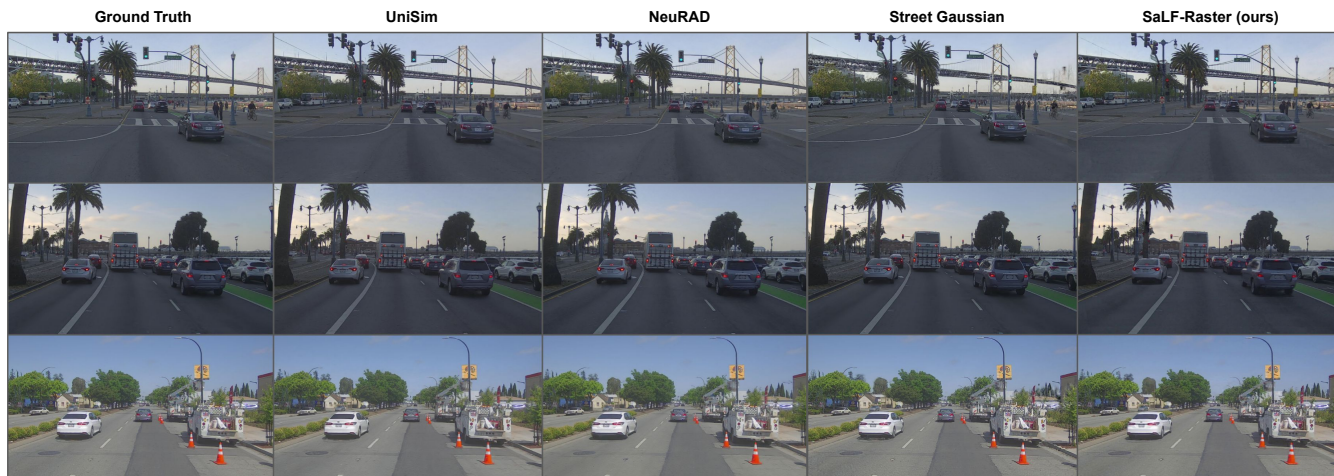 Ground Truth
UniSim
NeuRAD
Street Gaussian
SaLF-Raster (ours)